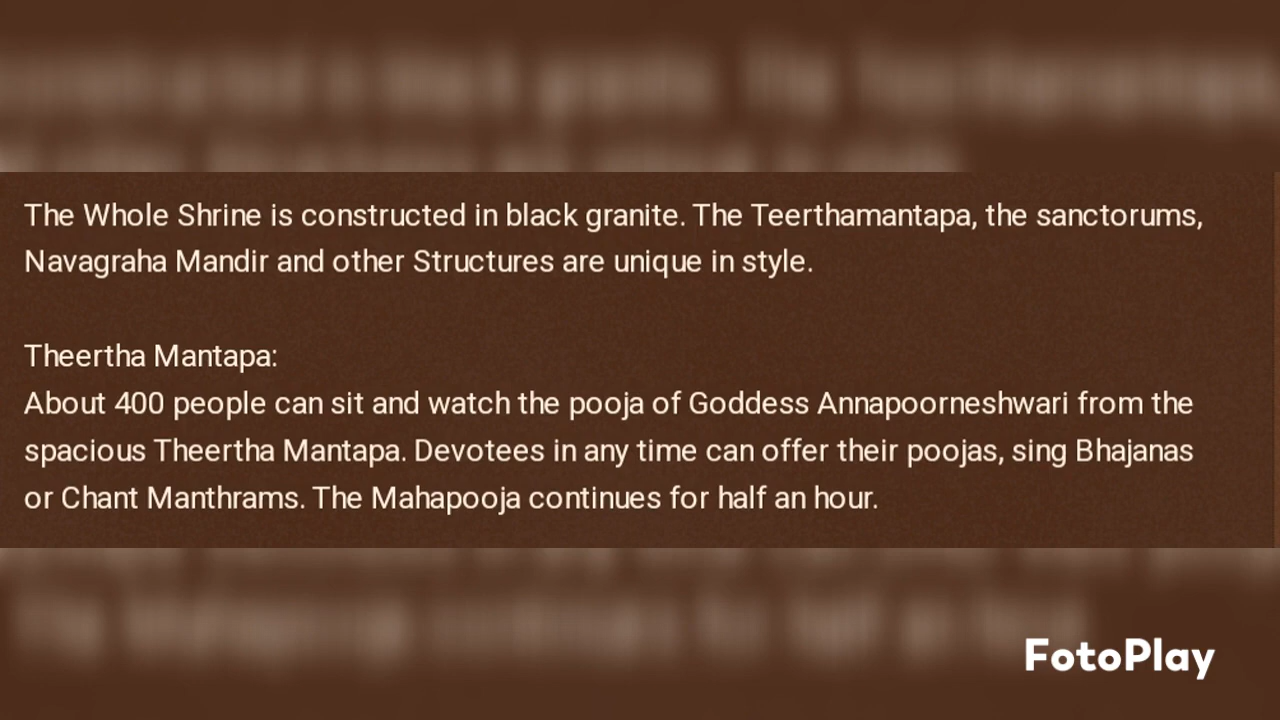 The Whole Shrine is constructed in black granite. The Teerthamantapa, the sanctorums,
Navagraha Mandir and other Structures are unique in style.
Theertha Mantapa:
About 400 people can sit and watch the pooja of Goddess Annapoorneshwari from the
spacious Theertha Mantapa. Devotees in any time can offer their poojas, sing Bhajanas
or Chant Manthrams. The Mahapooja continues for half an hour.
FotoPlay